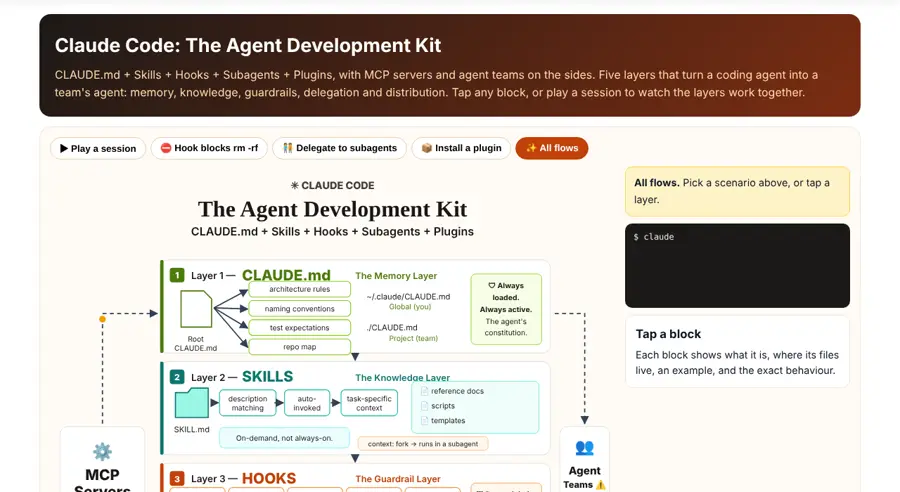 Claude Code: The Agent Development Kit
CLAUDE.md + Skills + Hooks + Subagents + Plugins, with MCP servers and agent teams on the sides. Five layers that turn a coding agent into a
team's agent: memory, knowledge, guardrails, delegation and distribution. Tap any block, or play a session to watch the layers work together.
▶ Play a session
⛔ Hook blocks rm -rf
🧑‍🤝‍🧑 Delegate to subagents
📦 Install a plugin
✨ All flows
✳ CLAUDE CODE
The Agent Development Kit
CLAUDE.md + Skills + Hooks + Subagents + Plugins
1 Layer 1 — CLAUDE.md The Memory Layer
Root
CLAUDE.md
architecture rules
naming conventions
test expectations
repo map
~/.claude/CLAUDE.md
Global (you)
./CLAUDE.md
Project (team)
🛡 Always
loaded.
Always active.
The agent's
constitution.
2 Layer 2 — SKILLS The Knowledge Layer
SKILL.md
description
matching
auto-
invoked
task-specific
context
📄 reference docs
📄 scripts
📄 templates
On-demand, not always-on.
context: fork → runs in a subagent
3 Layer 3 — HOOKS The Guardrail Layer
⚙️
MCP
Servers
👥
Agent
Teams ⚠️
All flows. Pick a scenario above, or tap a
layer.
$ claude
Tap a block
Each block shows what it is, where its files
live, an example, and the exact behaviour.